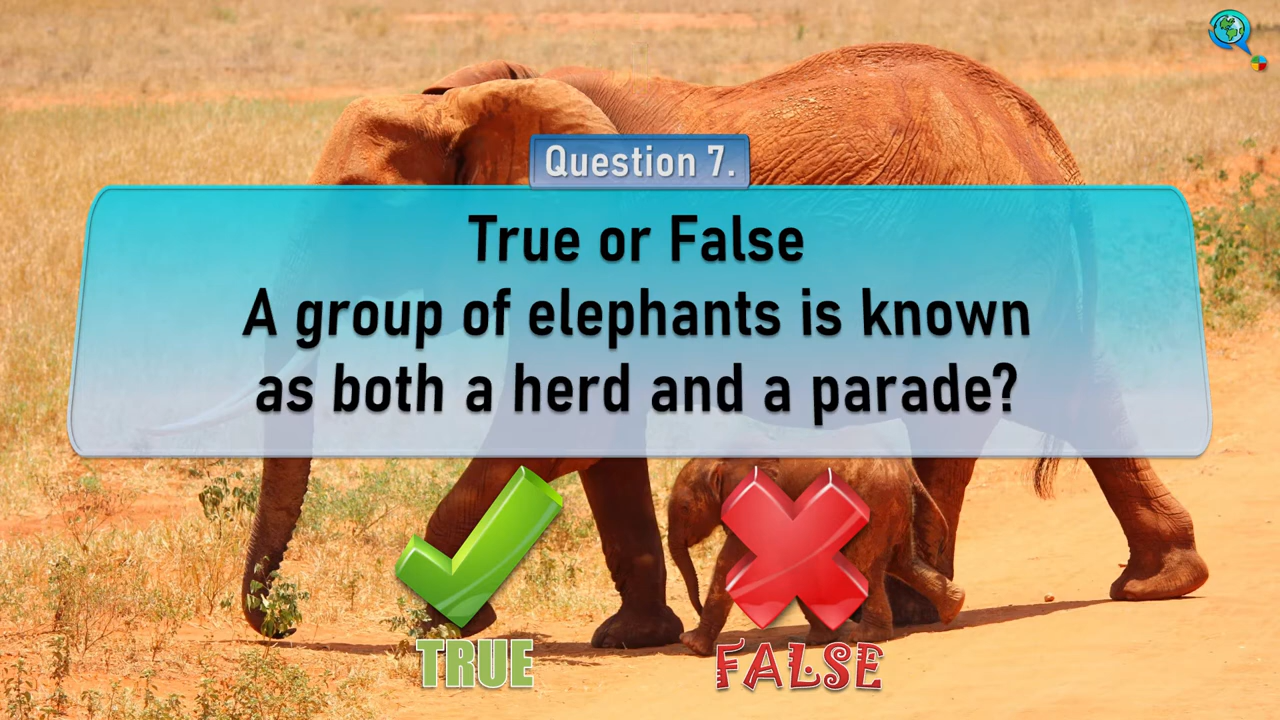 Question 7.
True or False
A group of elephants is known
as both a herd and a parade?
TRUE
FALSE